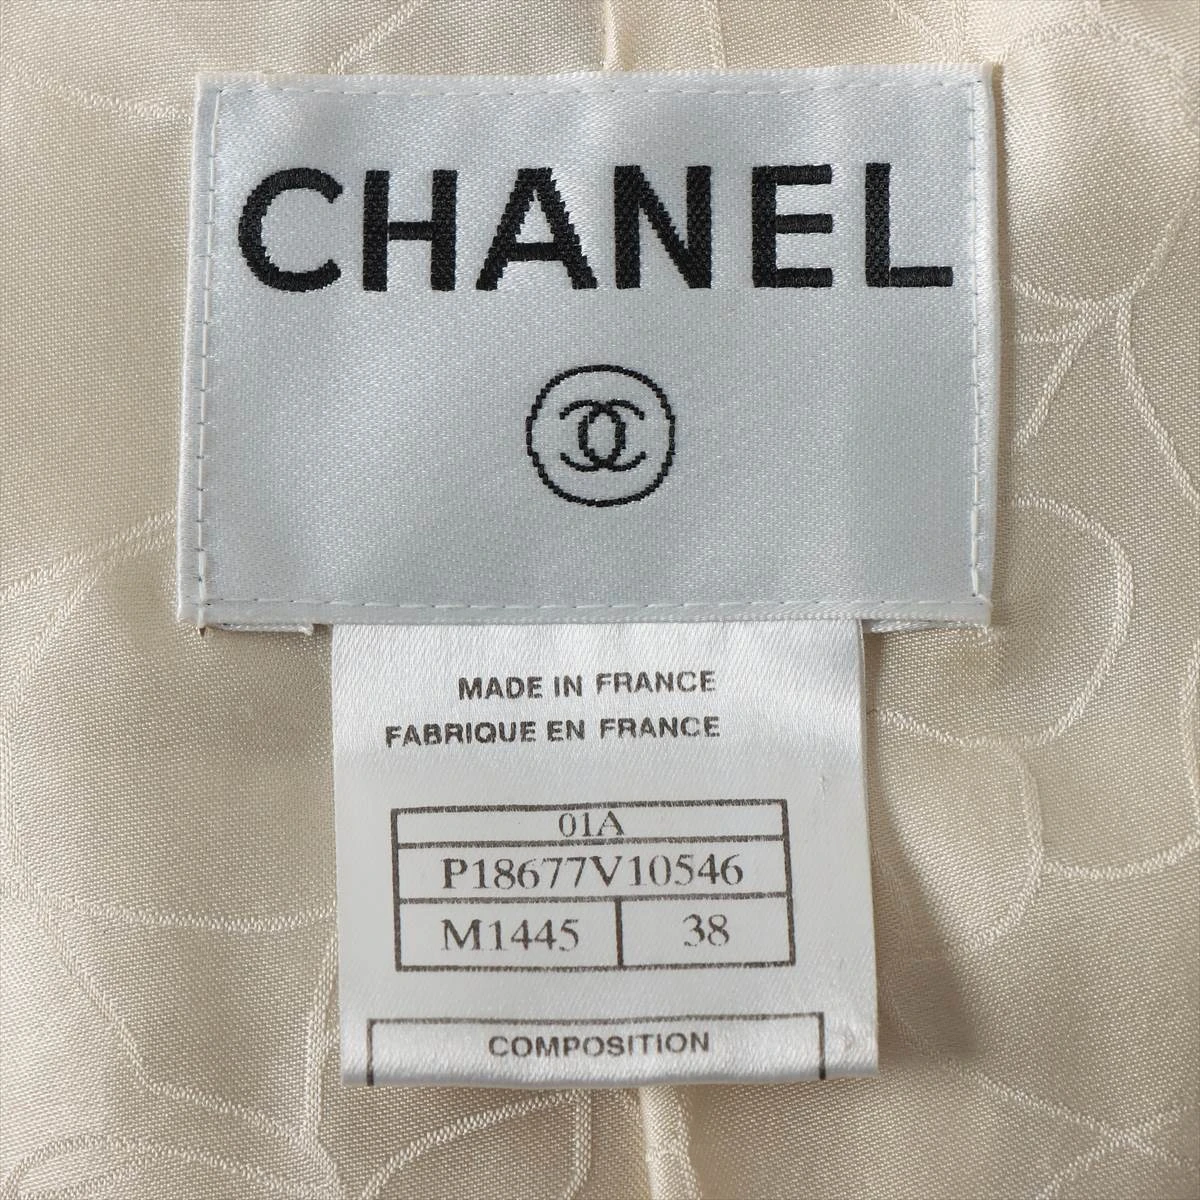 CHANEL
MADE IN FRANCE
FABRIQUE EN FRANCE
01A
P18677V10546
M1445 38
COMPOSITION